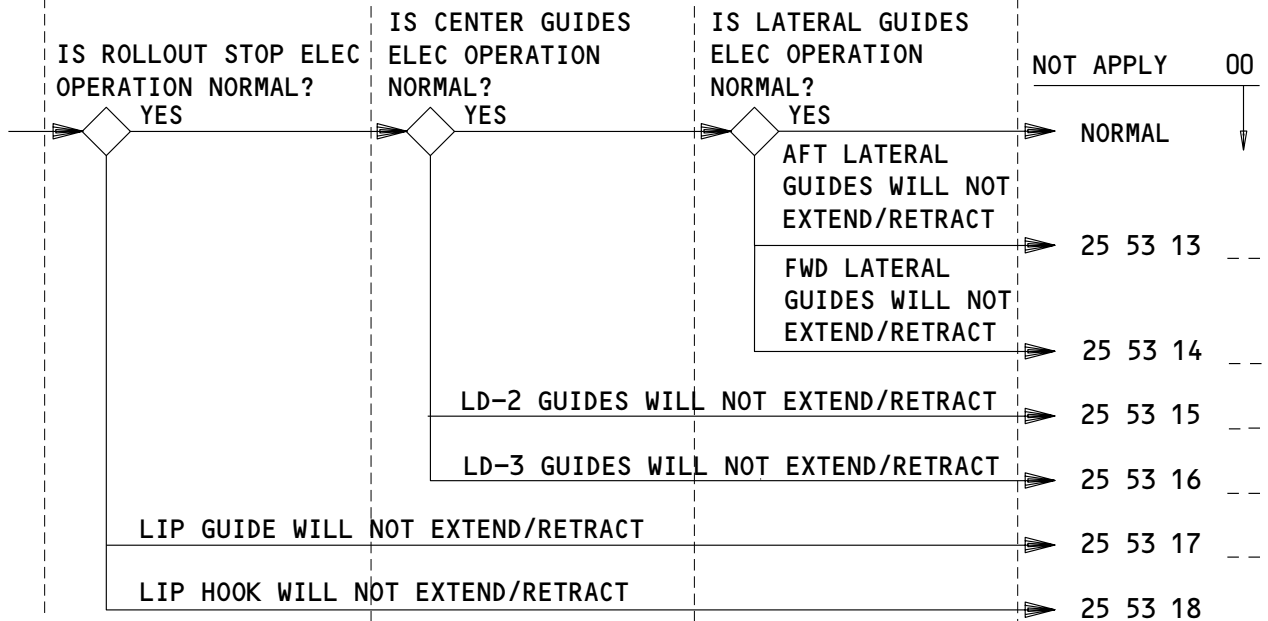 IS ROLLOUT STOP ELEC
OPERATION NORMAL?
YES
IS CENTER GUIDES
ELEC OPERATION
NORMAL?
YES
IS LATERAL GUIDES
ELEC OPERATION
NORMAL?
YES
NOT APPLY 00
NORMAL
AFT LATERAL
GUIDES WILL NOT
EXTEND/RETRACT
25 53 13 _ _
FWD LATERAL
GUIDES WILL NOT
EXTEND/RETRACT
25 53 14 _ _
LD-2 GUIDES WILL NOT EXTEND/RETRACT
25 53 15 _ _
LD-3 GUIDES WILL NOT EXTEND/RETRACT
25 53 16 _ _
LIP GUIDE WILL NOT EXTEND/RETRACT
25 53 17 _ _
LIP HOOK WILL NOT EXTEND/RETRACT
25 53 18